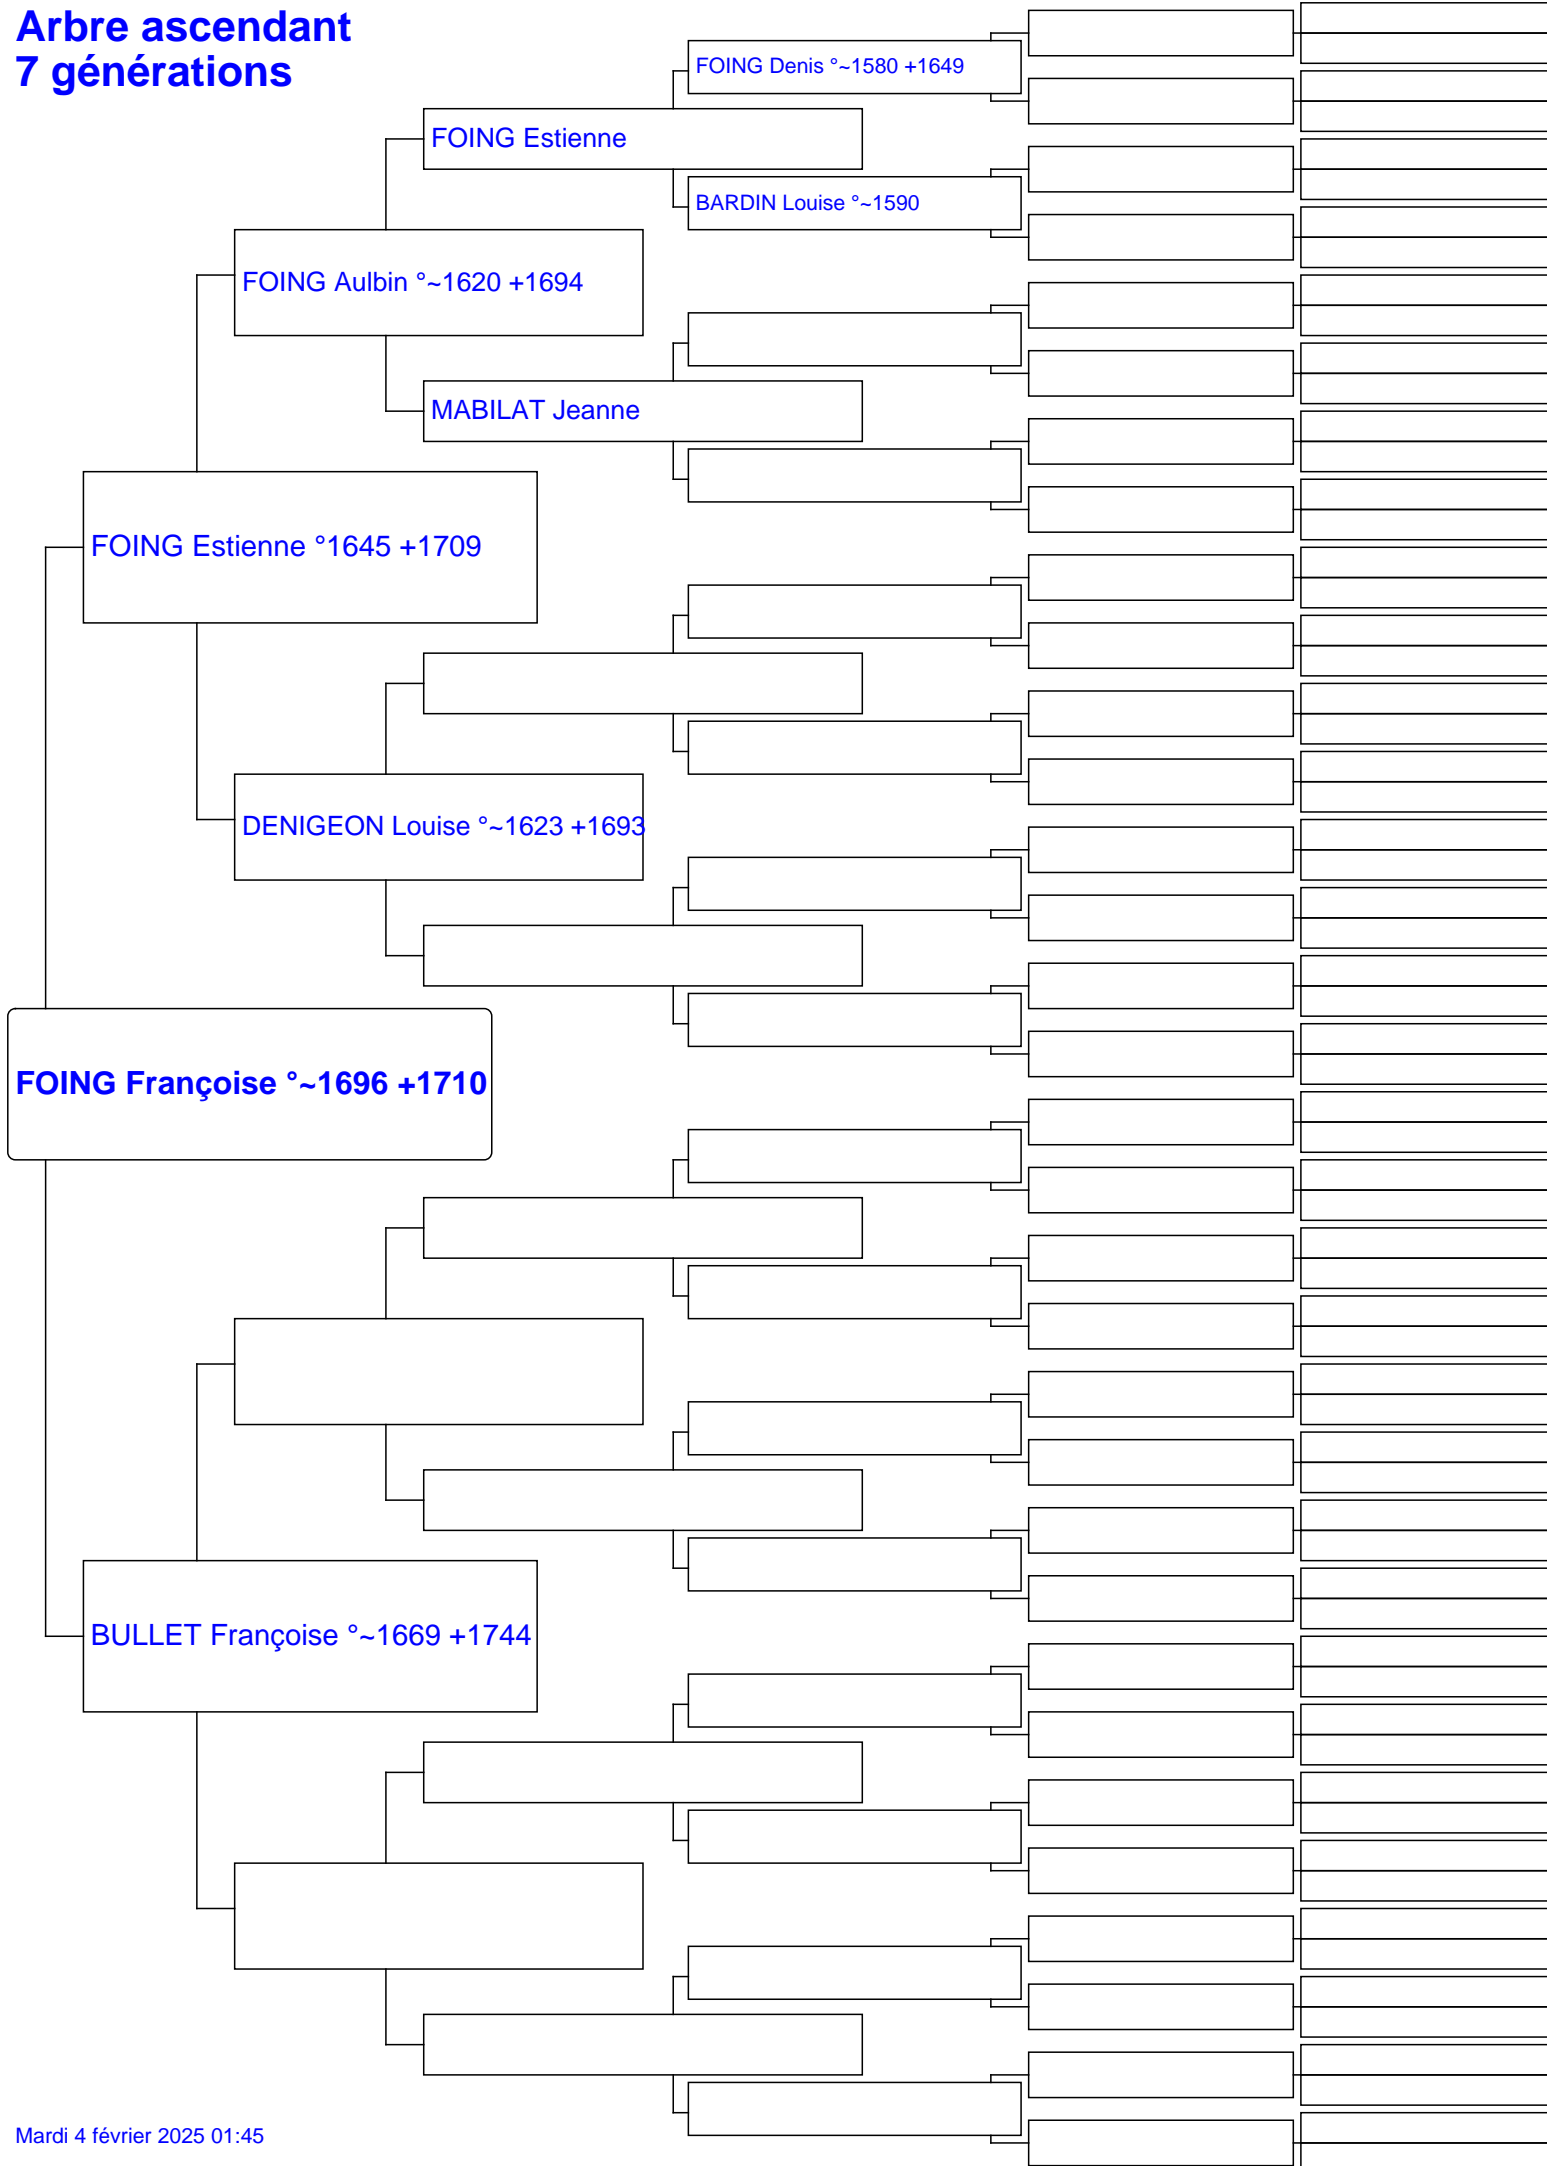 Arbre ascendant
7 générations
FOING Denis °~1580 +1649
FOING Estienne
BARDIN Louise °~1590
FOING Aulbin °~1620 +1694
MABILAT Jeanne
FOING Estienne °1645 +1709
DENIGEON Louise °~1623 +1693
FOING Françoise °~1696 +1710
BULLET Françoise °~1669 +1744
Mardi 4 février 2025 01:45